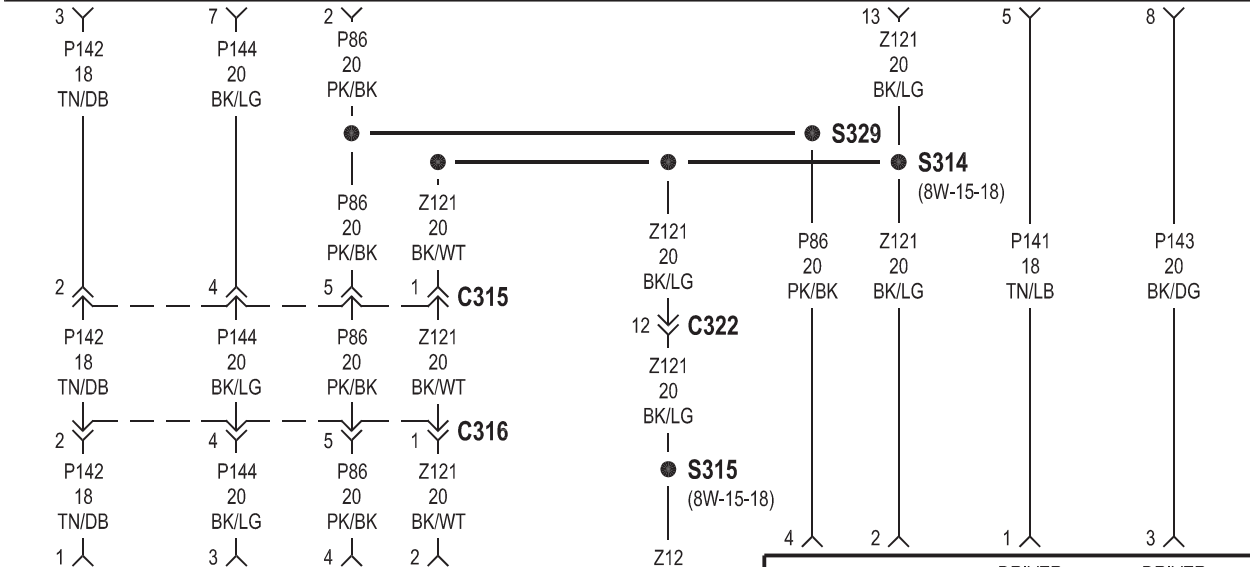 3 7 2 13 5 8
P142 P144 P86 Z121
18 20 20 20
TN/DB BK/LG PK/BK BK/LG
S329
S314
(8W-15-18)
P86 Z121
20 20
PK/BK BK/WT
Z121 P86 Z121 P141 P143
20 20 20 18 20
BK/LG PK/BK BK/LG TN/LB BK/DG
2 4 5 1 C315
12 C322
P142 P144 P86 Z121
18 20 20 20
TN/DB BK/LG PK/BK BK/WT
Z121
20
BK/LG
2 4 5 1 C316
S315
(8W-15-18)
P142 P144 P86 Z121
18 20 20 20
TN/DB BK/LG PK/BK BK/WT
4 2 1 3
1 3 4 2 Z12